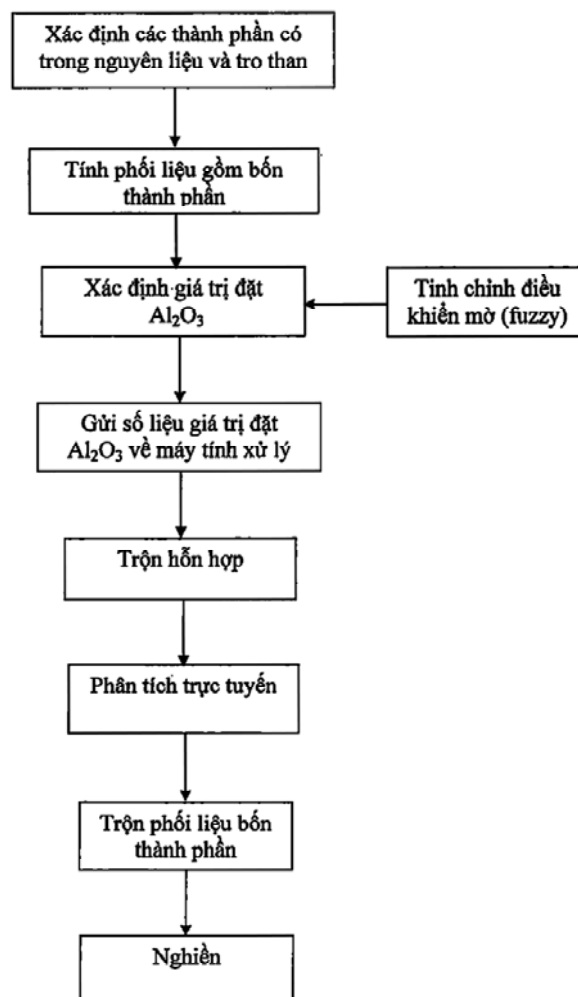 Xác định các thành phần có
trong nguyên liệu và tro than
Tính phối liệu gồm bốn
thành phần
Xác định giá trị đặt
Al₂O₃
Tinh chỉnh điều
khiển mờ (fuzzy)
Gửi số liệu giá trị đặt
Al₂O₃ về máy tính xử lý
Trộn hỗn hợp
Phân tích trực tuyến
Trộn phối liệu bốn
thành phần
Nghiền